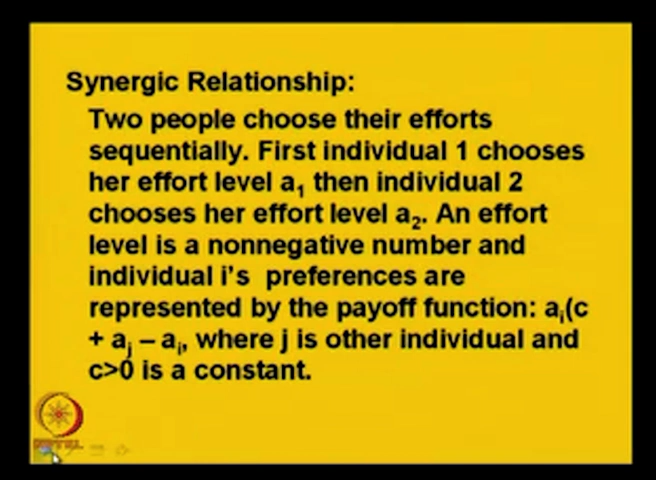 Synergic Relationship:
Two people choose their efforts
sequentially. First individual 1 chooses
her effort level a₁ then individual 2
chooses her effort level a₂. An effort
level is a nonnegative number and
individual i's preferences are
represented by the payoff function: aᵢ(c
+ aⱼ – aᵢ, where j is other individual and
c>0 is a constant.
NPTEL